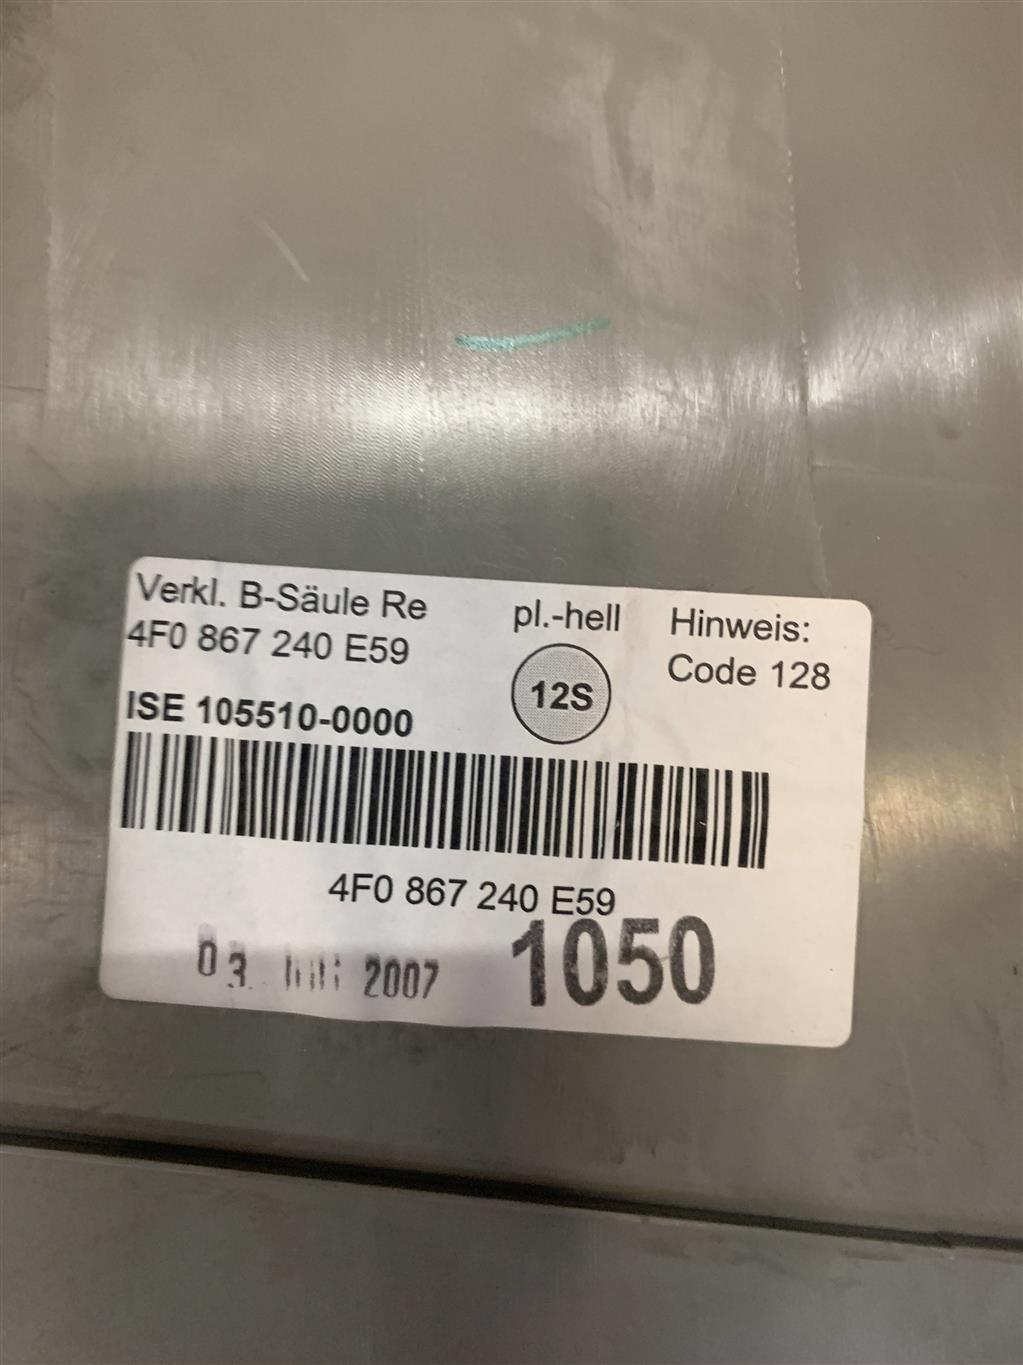 Verkl. B-Säule Re
4F0 867 240 E59
pl.-hell
12S
Hinweis:
Code 128
ISE 105510-0000
4F0 867 240 E59
03. 2007
1050